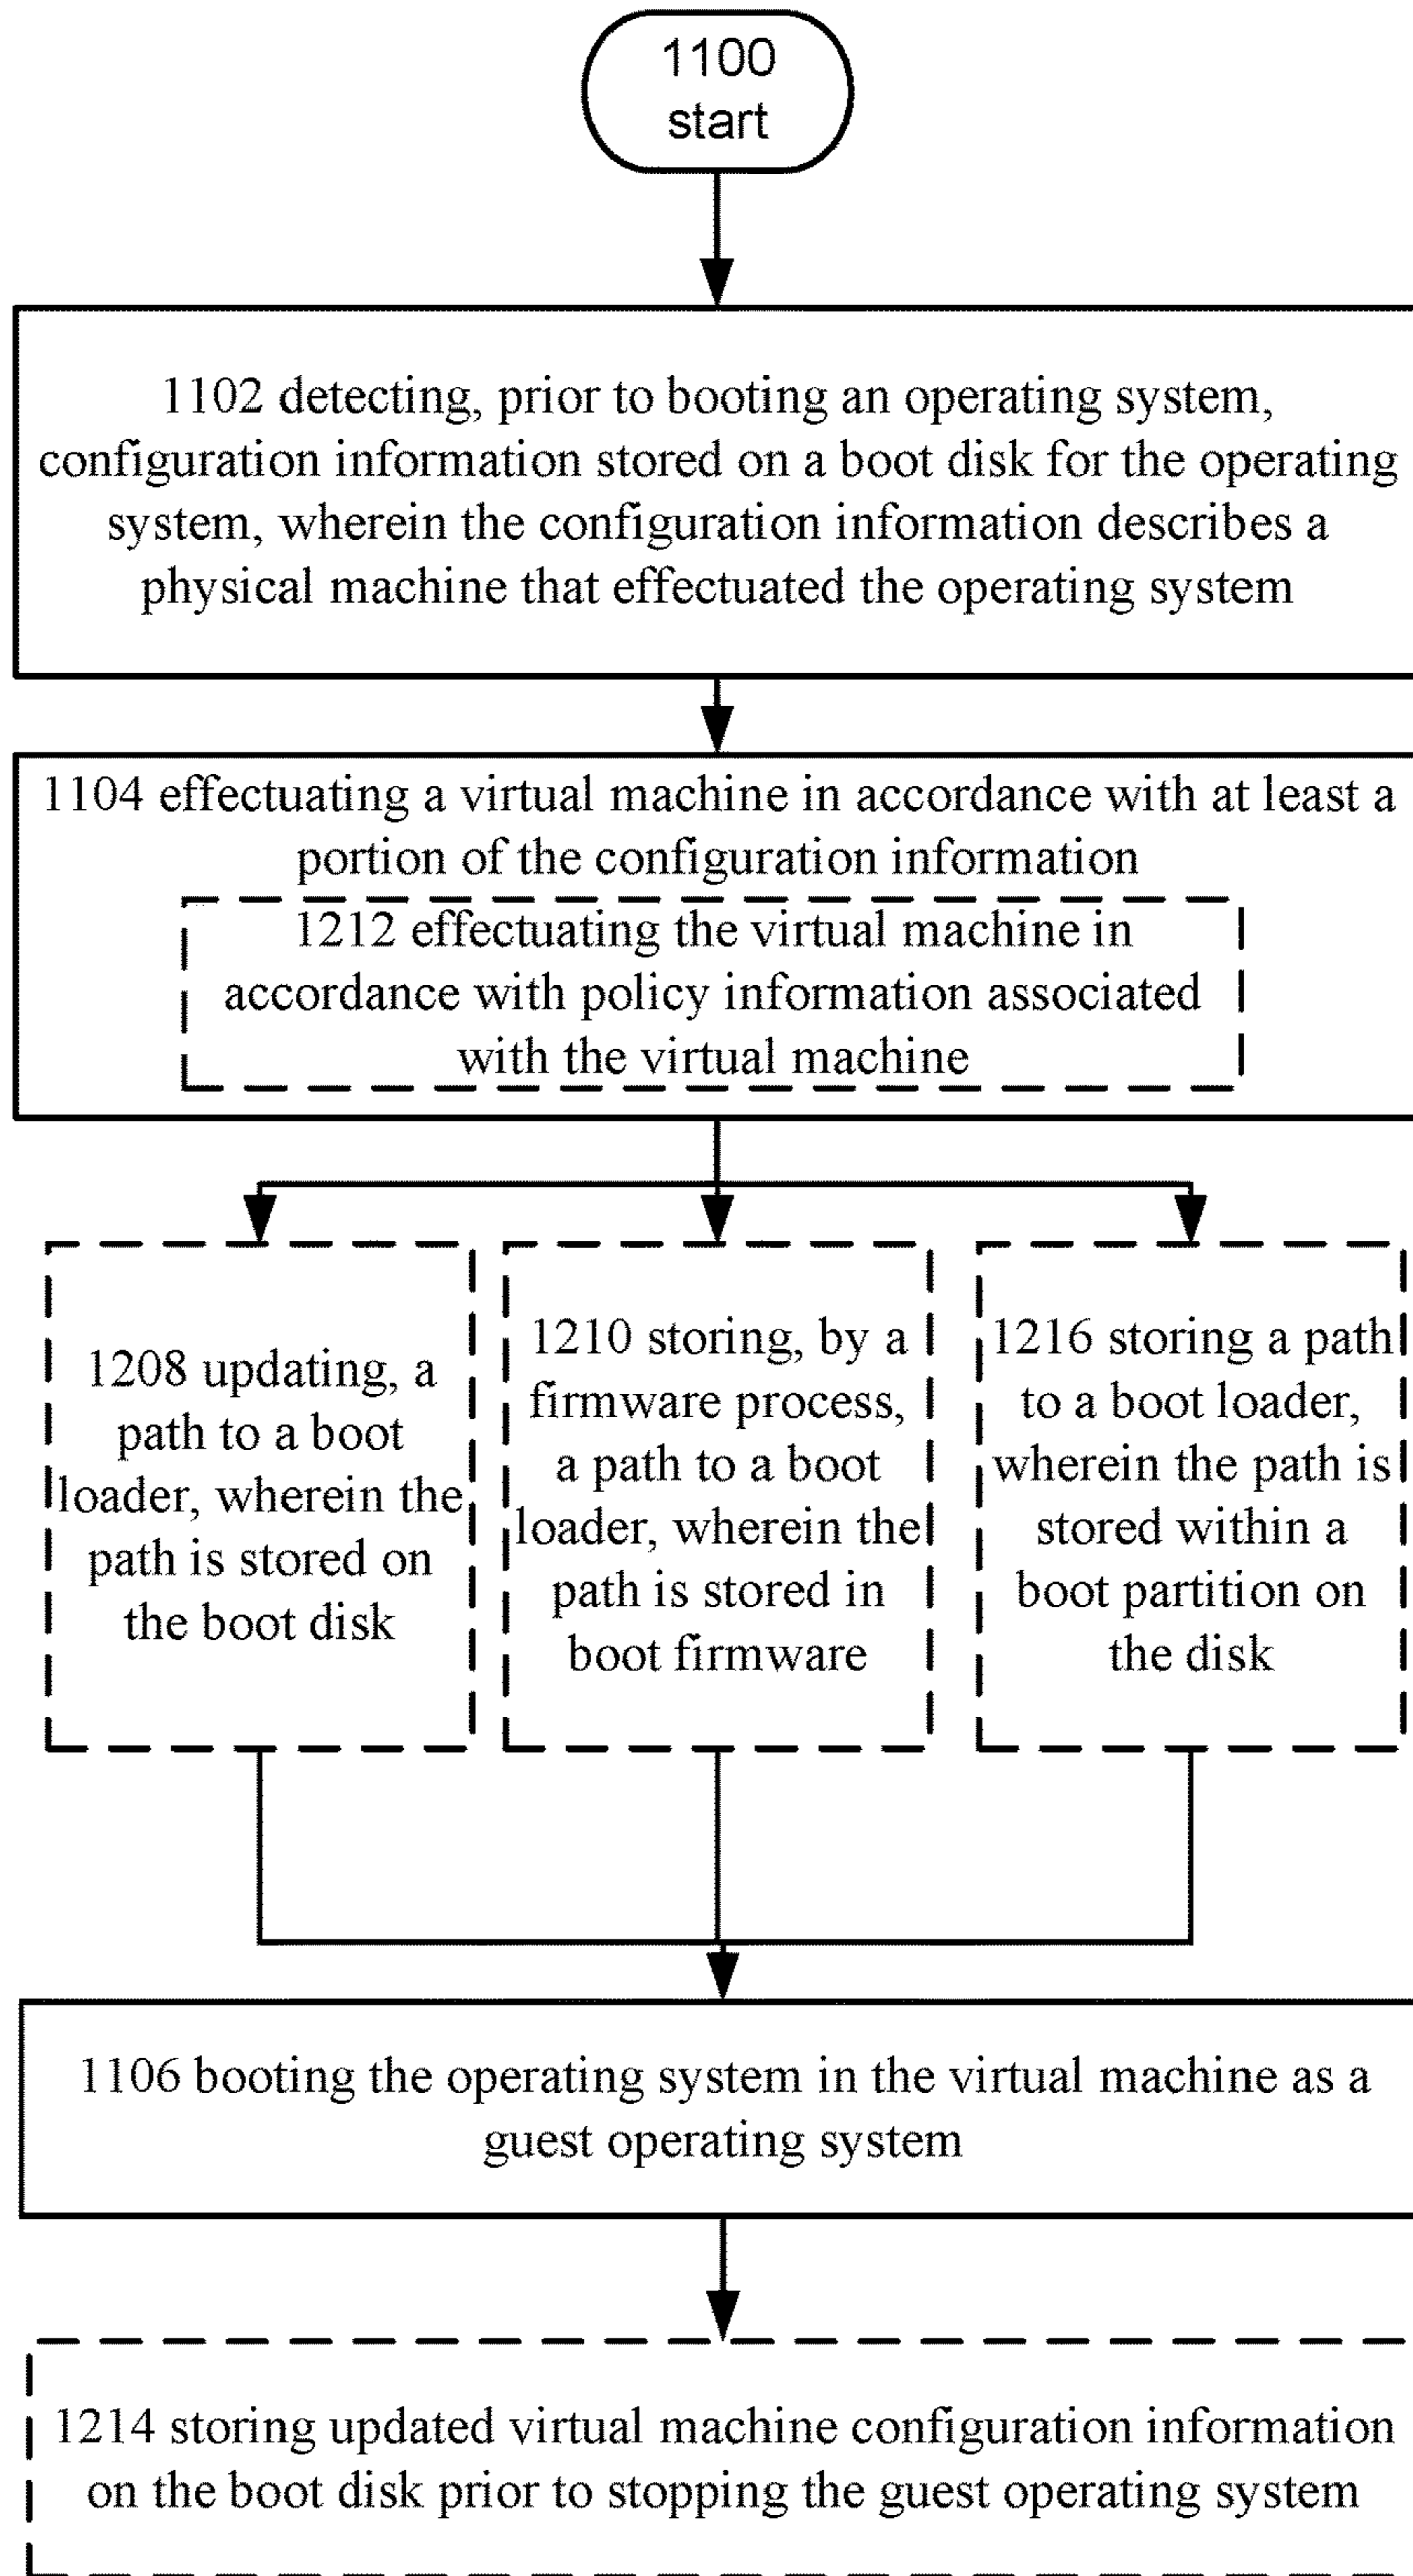 1100
start
1102 detecting, prior to booting an operating system,
configuration information stored on a boot disk for the operating
system, wherein the configuration information describes a
physical machine that effectuated the operating system
1104 effectuating a virtual machine in accordance with at least a
portion of the configuration information
1212 effectuating the virtual machine in
accordance with policy information associated
with the virtual machine
1208 updating, a
path to a boot
loader, wherein the
path is stored on
the boot disk
1210 storing, by a
firmware process,
a path to a boot
loader, wherein the
path is stored in
boot firmware
1216 storing a path
to a boot loader,
wherein the path is
stored within a
boot partition on
the disk
1106 booting the operating system in the virtual machine as a
guest operating system
1214 storing updated virtual machine configuration information
on the boot disk prior to stopping the guest operating system